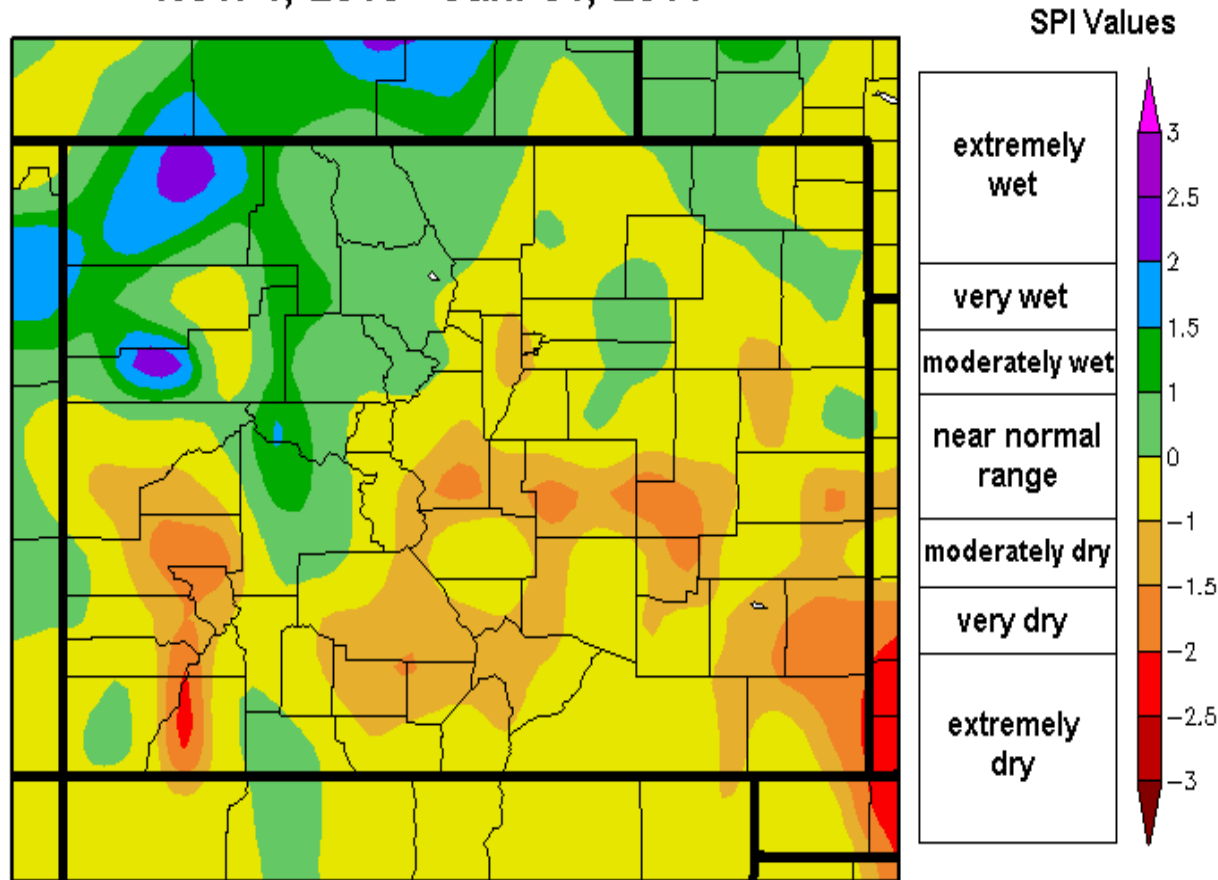 SPI Values
extremely
wet
very wet
moderately wet
near normal
range
moderately dry
very dry
extremely
dry
3
2.5
2
1.5
1
0
−1
−1.5
−2
−2.5
−3